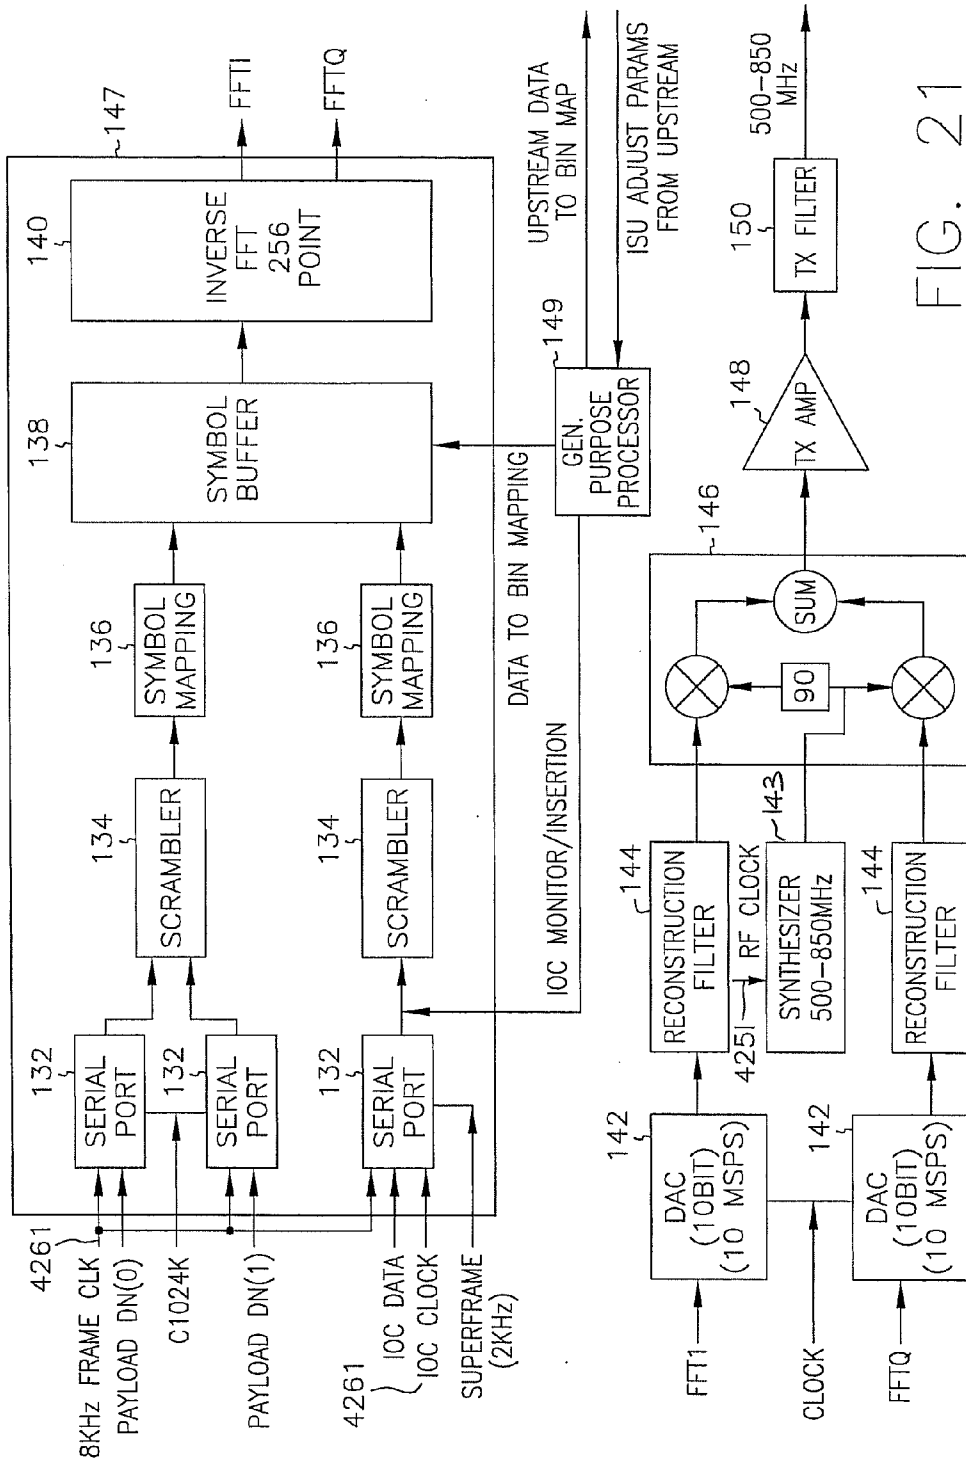 4261
8KHz FRAME CLK
PAYLOAD DN(0)
C1024K
PAYLOAD DN(1)
4261
IOC DATA
IOC CLOCK
SUPERFRAME
(2KHz)
132
SERIAL
PORT
132
SERIAL
PORT
132
SERIAL
PORT
134
SCRAMBLER
134
SCRAMBLER
136
SYMBOL
MAPPING
136
SYMBOL
MAPPING
138
SYMBOL
BUFFER
140
INVERSE
FFT
256
POINT
147
FFTI
FFTQ
IOC MONITOR/INSERTION
DATA TO BIN MAPPING
149
GEN.
PURPOSE
PROCESSOR
UPSTREAM DATA
TO BIN MAP
ISU ADJUST PARAMS
FROM UPSTREAM
FFT1
CLOCK
FFTQ
142
DAC
(10BIT)
(10 MSPS)
142
DAC
(10BIT)
(10 MSPS)
144
RECONSTRUCTION
FILTER
4251
RF CLOCK
143
SYNTHESIZER
500-850MHz
144
RECONSTRUCTION
FILTER
146
90
SUM
148
TX AMP
150
TX FILTER
500-850
MHz
FIG. 21